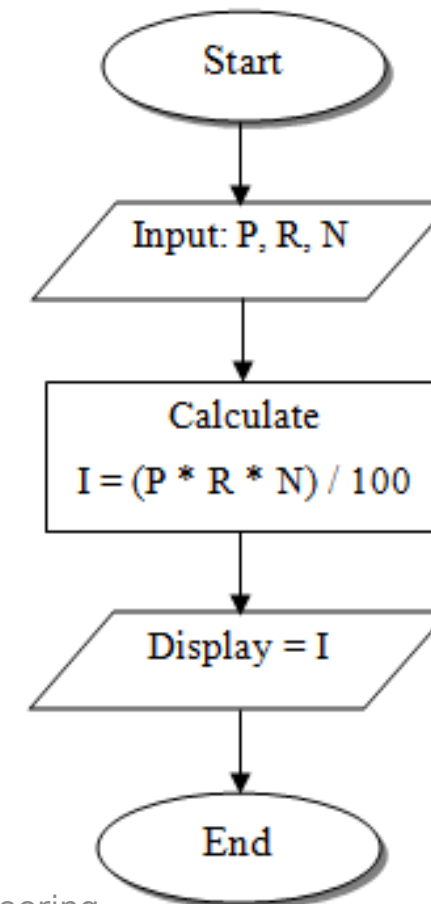 Start
Input: P, R, N
Calculate
I = (P * R * N) / 100
Display = I
End